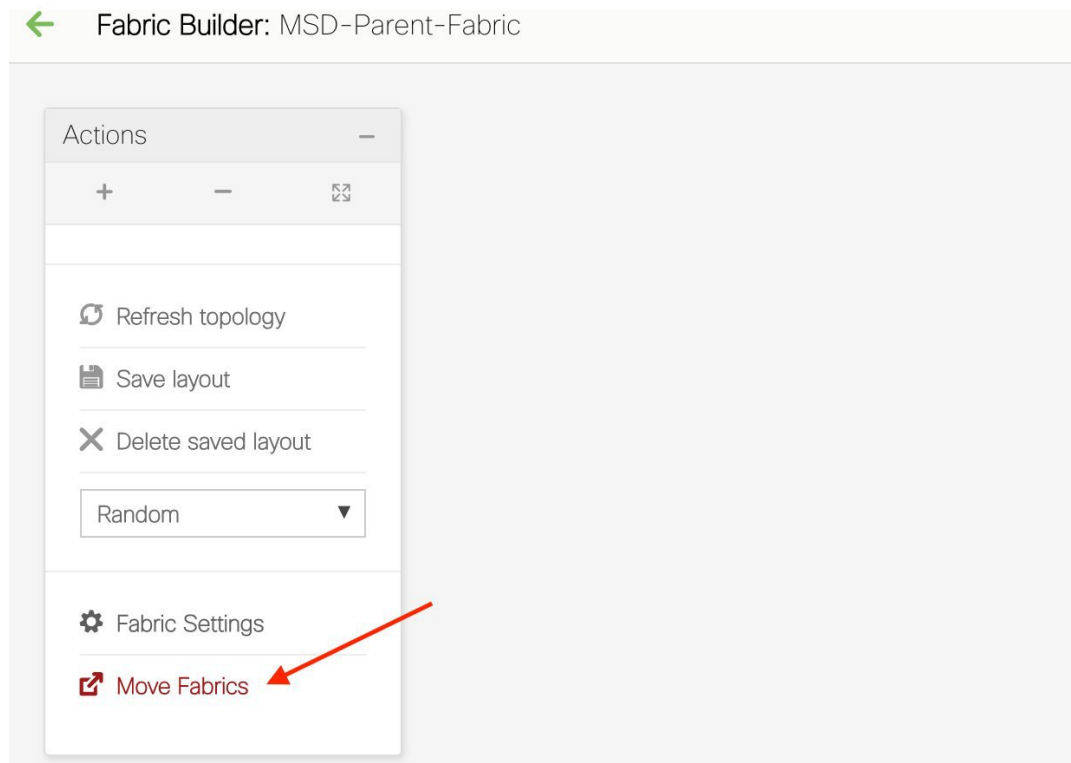 Fabric Builder: MSD-Parent-Fabric
Actions
Refresh topology
Save layout
Delete saved layout
Random
Fabric Settings
Move Fabrics